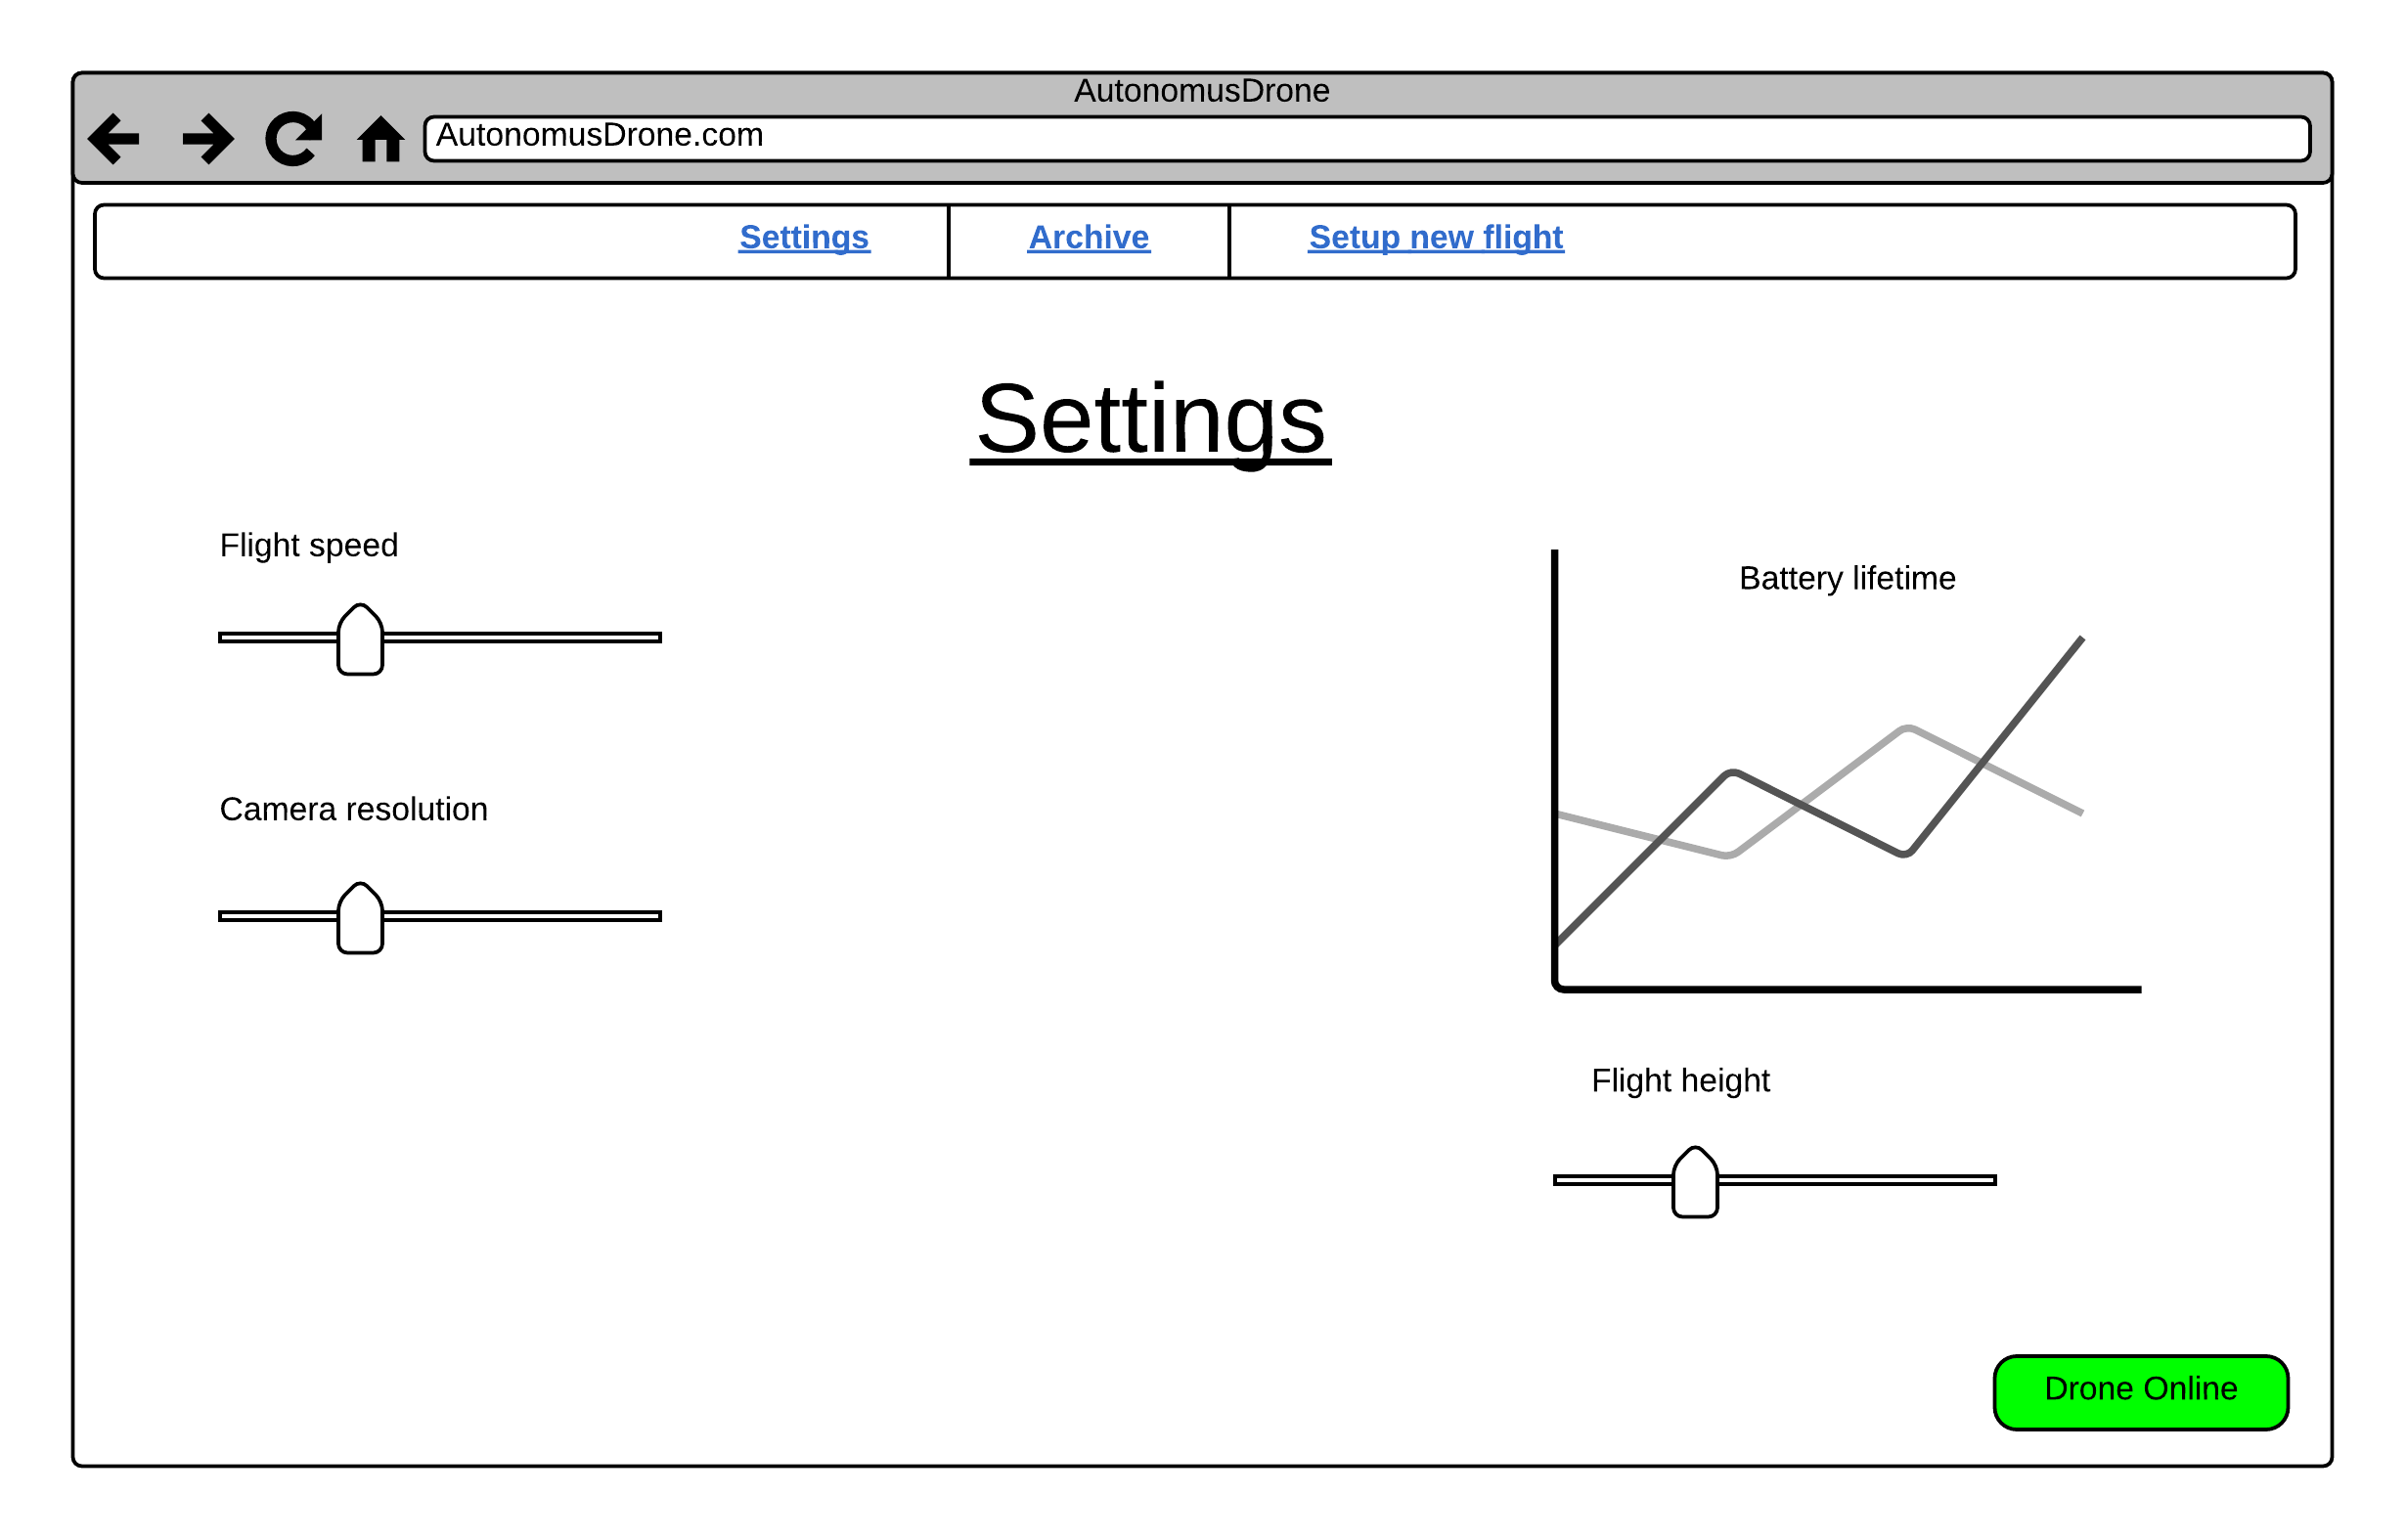 AutonomusDrone
AutonomusDrone.com
Settings Archive Setup new flight
Settings
Flight speed
Battery lifetime
Camera resolution
Flight height
Drone Online